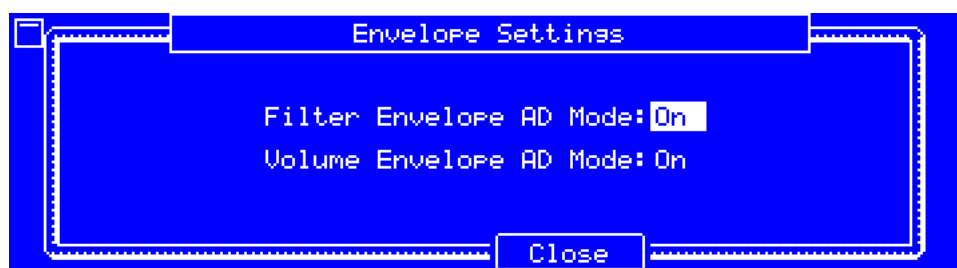 Envelope Settings
Filter Envelope AD Mode:On
Volume Envelope AD Mode:On
Close